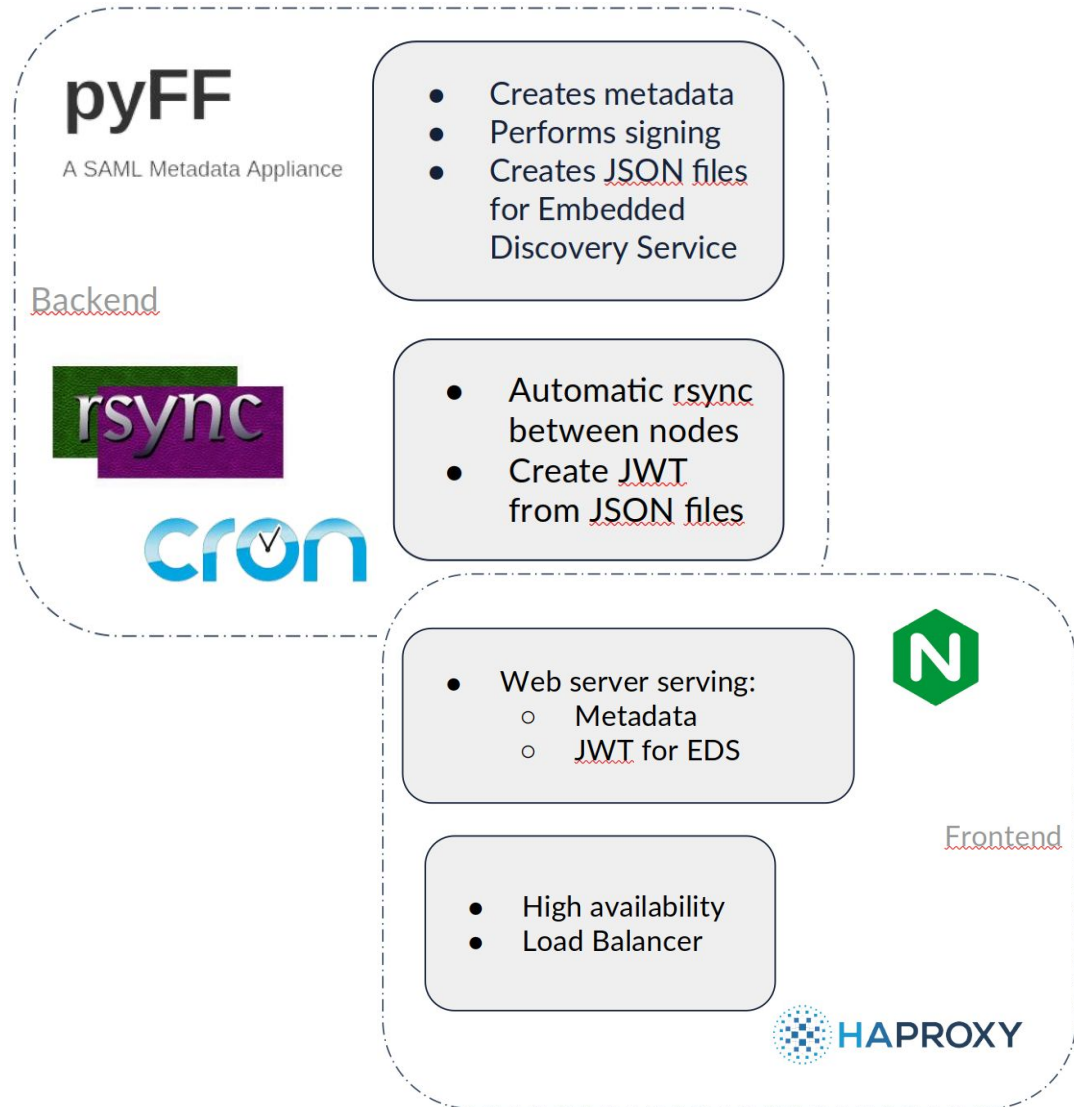 pyFF
A SAML Metadata Appliance
● Creates metadata
● Performs signing
● Creates JSON files
for Embedded
Discovery Service
Backend
rsync
cron
● Automatic rsync
between nodes
● Create JWT
from JSON files
N
● Web server serving:
○ Metadata
○ JWT for EDS
Frontend
● High availability
● Load Balancer
HAPROXY